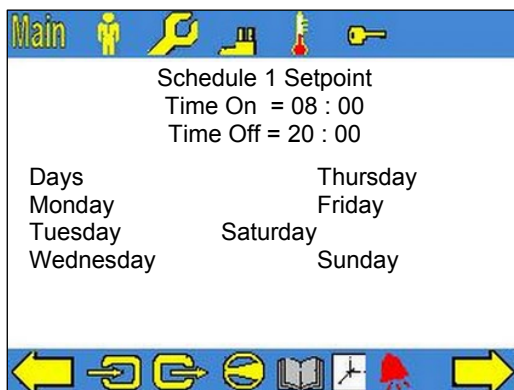 Main
Schedule 1 Setpoint
Time On = 08 : 00
Time Off = 20 : 00
Days Thursday
Monday Friday
Tuesday Saturday
Wednesday Sunday